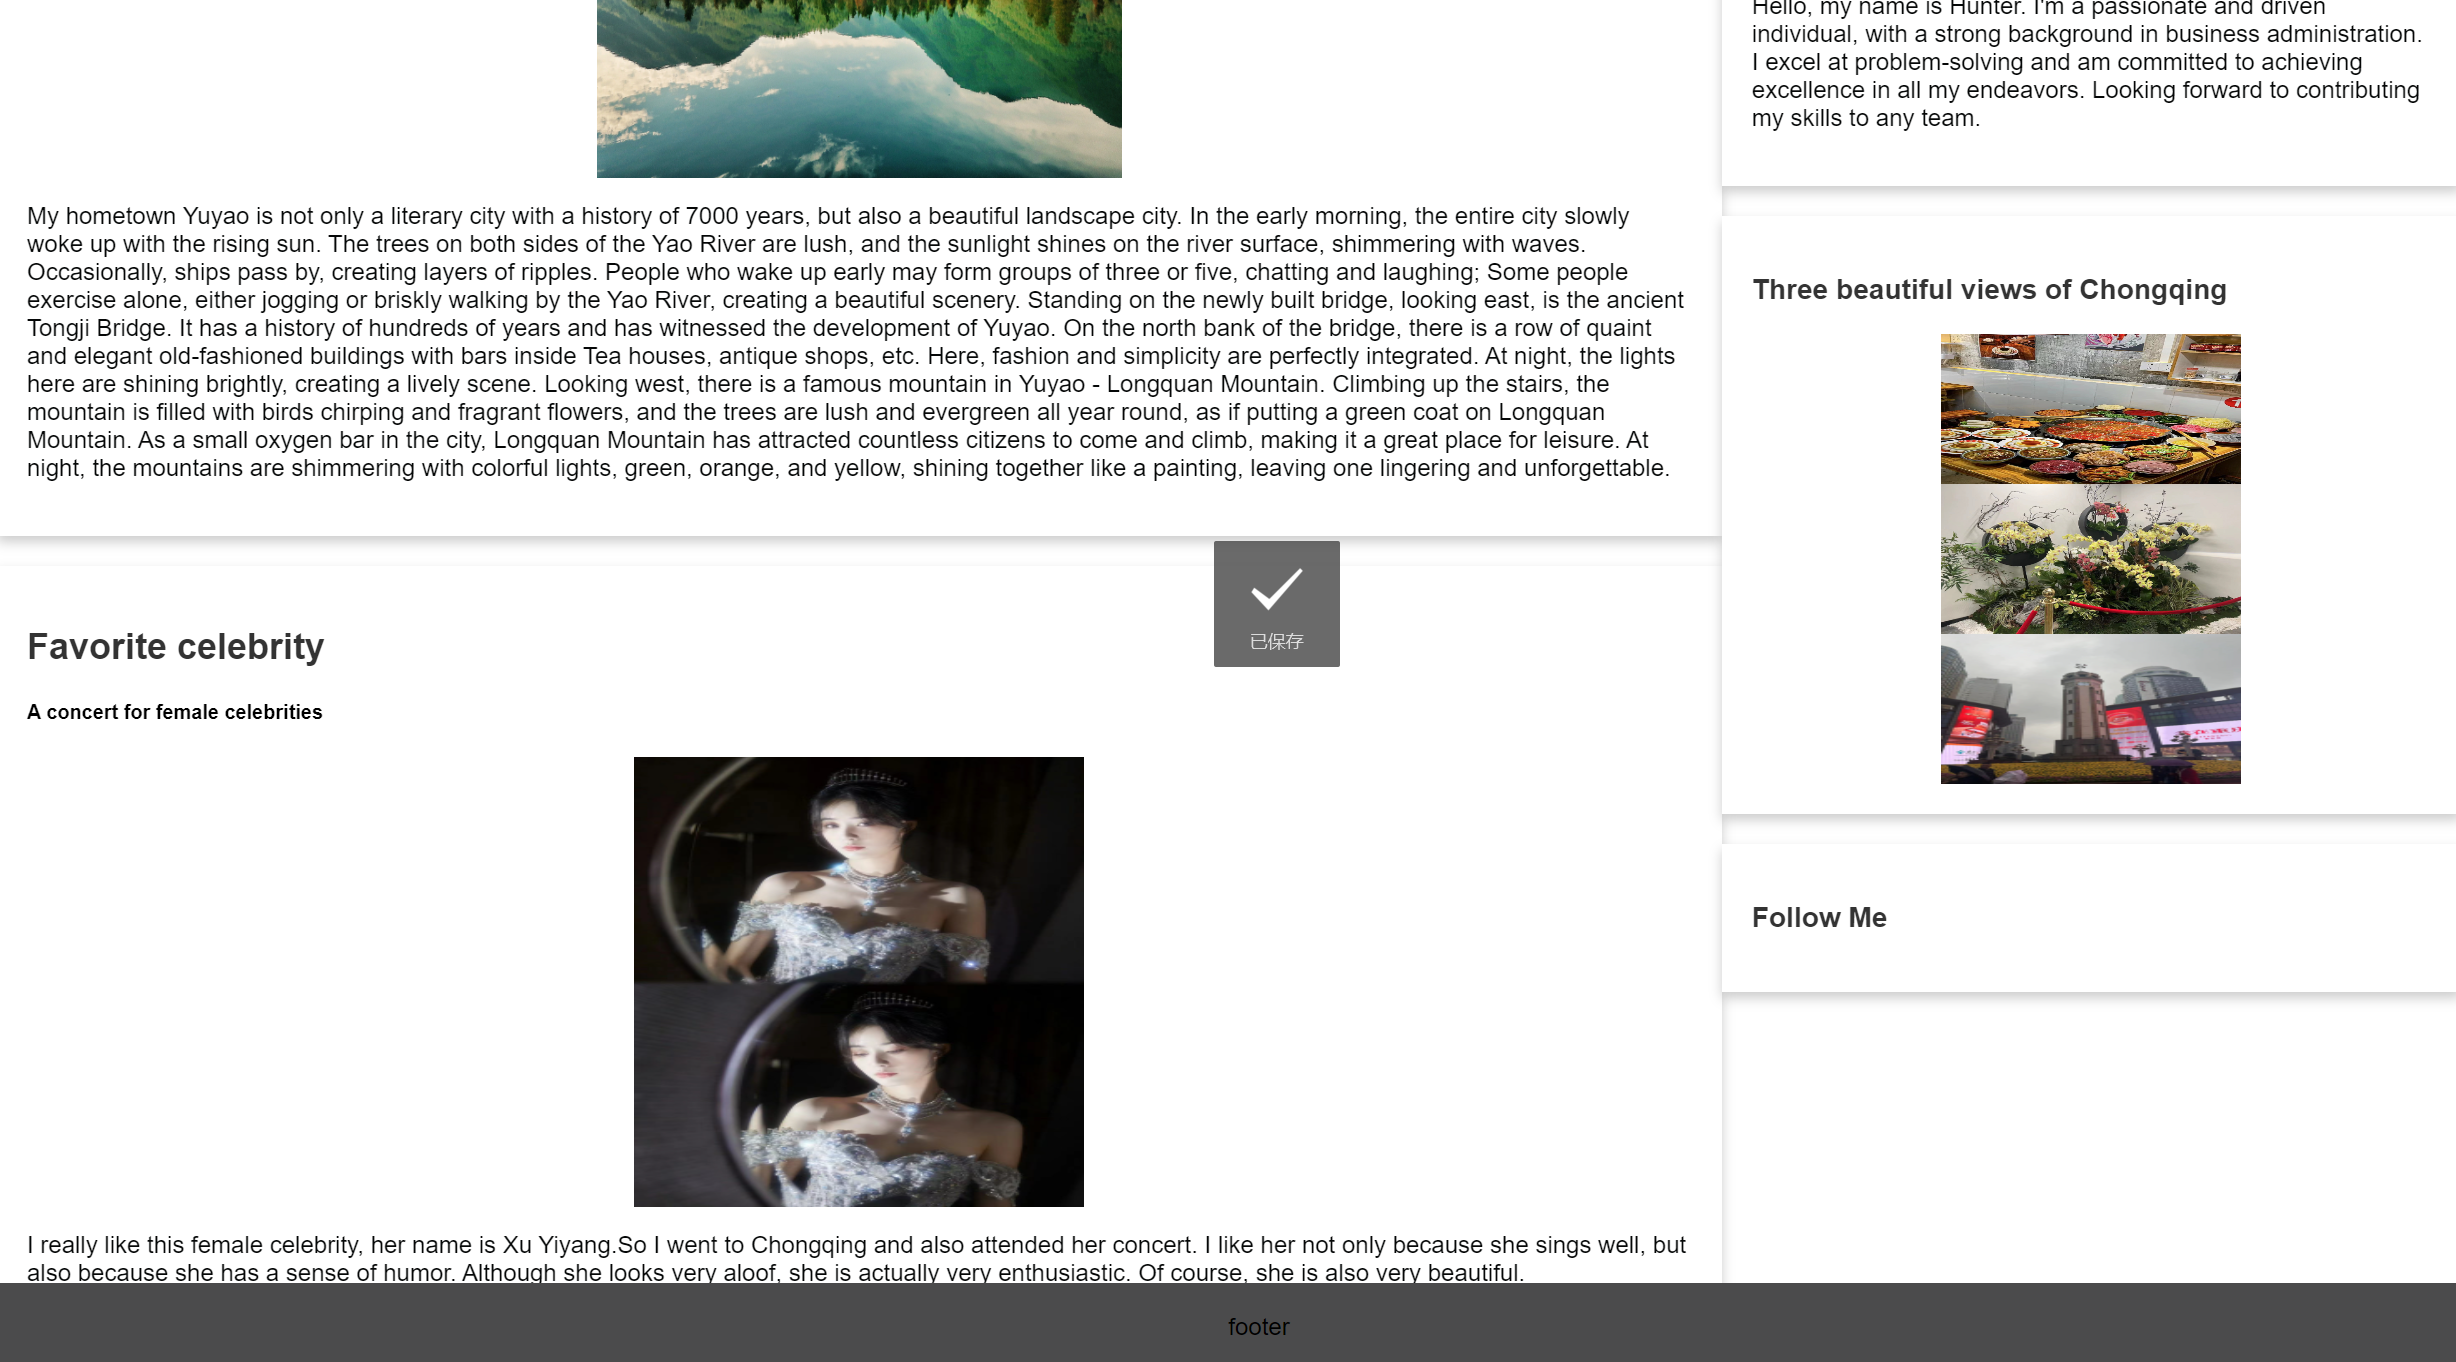 My hometown Yuyao is not only a literary city with a history of 7000 years, but also a beautiful landscape city. In the early morning, the entire city slowly
woke up with the rising sun. The trees on both sides of the Yao River are lush, and the sunlight shines on the river surface, shimmering with waves.
Occasionally, ships pass by, creating layers of ripples. People who wake up early may form groups of three or five, chatting and laughing; Some people
exercise alone, either jogging or briskly walking by the Yao River, creating a beautiful scenery. Standing on the newly built bridge, looking east, is the ancient
Tongji Bridge. It has a history of hundreds of years and has witnessed the development of Yuyao. On the north bank of the bridge, there is a row of quaint
and elegant old-fashioned buildings with bars inside Tea houses, antique shops, etc. Here, fashion and simplicity are perfectly integrated. At night, the lights
here are shining brightly, creating a lively scene. Looking west, there is a famous mountain in Yuyao - Longquan Mountain. Climbing up the stairs, the
mountain is filled with birds chirping and fragrant flowers, and the trees are lush and evergreen all year round, as if putting a green coat on Longquan
Mountain. As a small oxygen bar in the city, Longquan Mountain has attracted countless citizens to come and climb, making it a great place for leisure. At
night, the mountains are shimmering with colorful lights, green, orange, and yellow, shining together like a painting, leaving one lingering and unforgettable.
已保存
Favorite celebrity
A concert for female celebrities
I really like this female celebrity, her name is Xu Yiyang.So I went to Chongqing and also attended her concert. I like her not only because she sings well, but
also because she has a sense of humor. Although she looks very aloof, she is actually very enthusiastic. Of course, she is also very beautiful.
Hello, my name is Hunter. I'm a passionate and driven
individual, with a strong background in business administration.
I excel at problem-solving and am committed to achieving
excellence in all my endeavors. Looking forward to contributing
my skills to any team.
Three beautiful views of Chongqing
Follow Me
footer